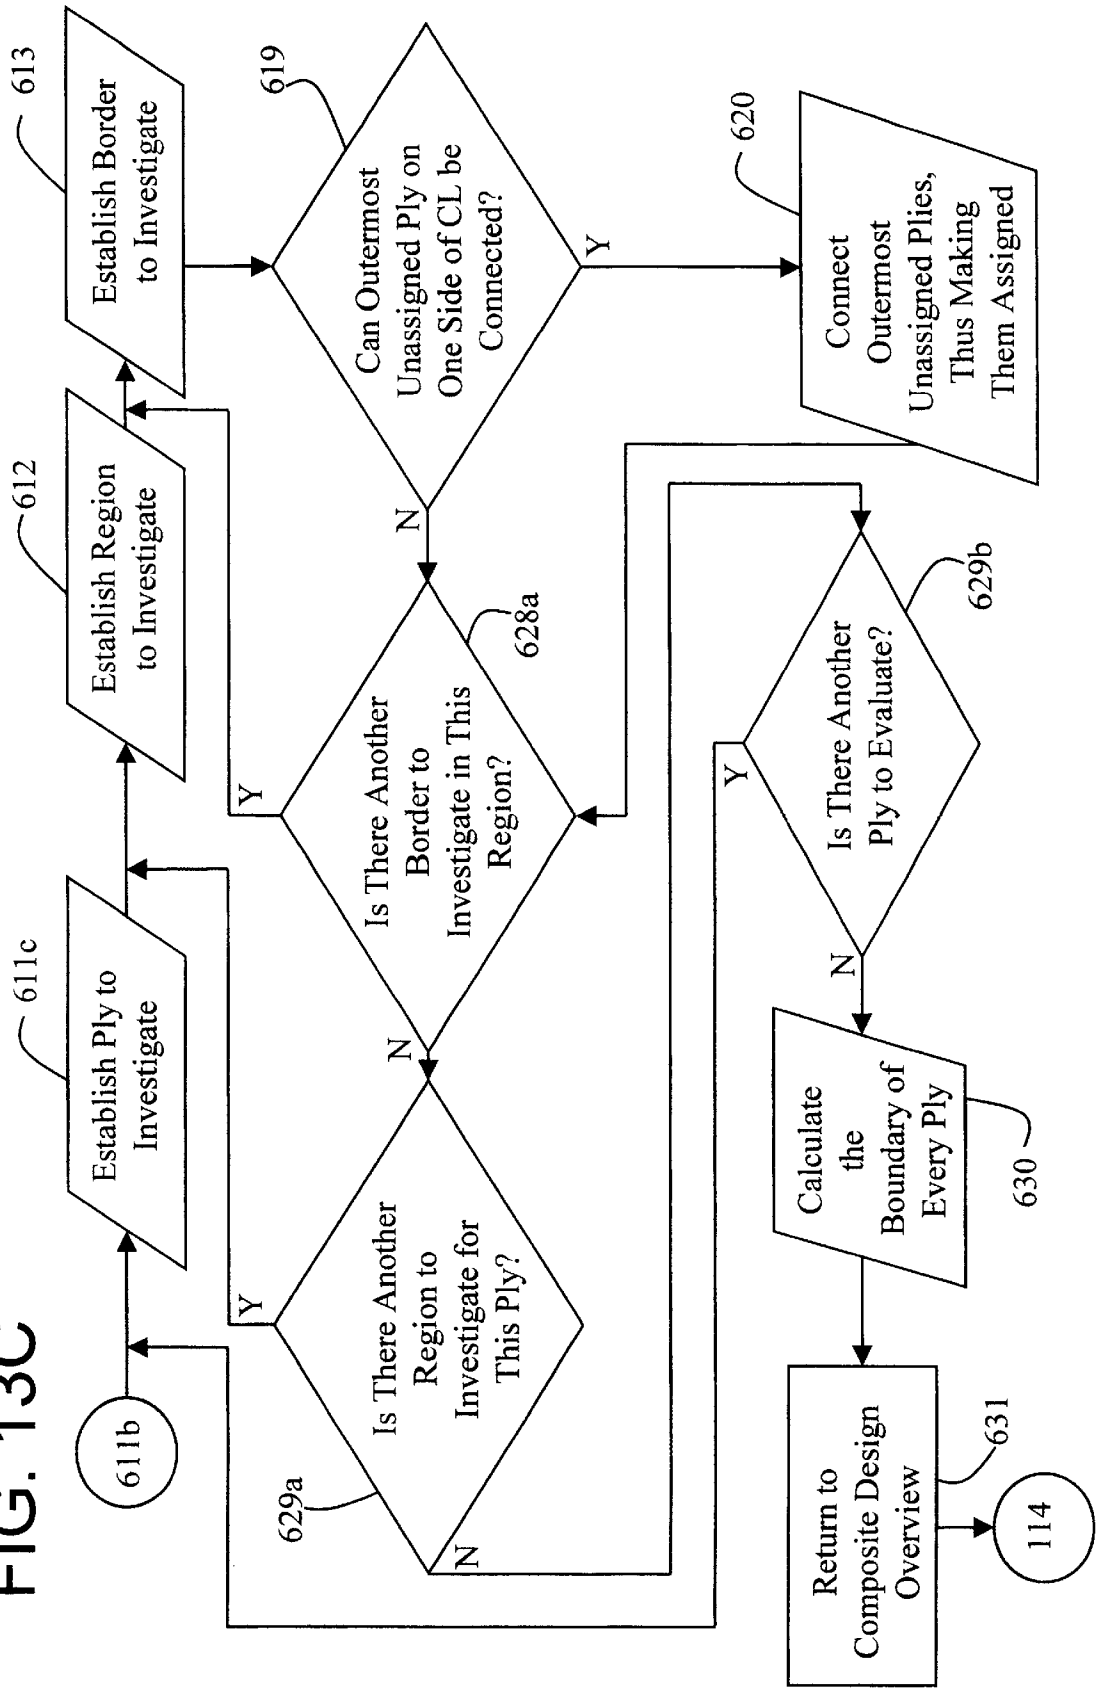 FIG. 13C
611b
611c
Establish Ply to
Investigate
612
Establish Region
to Investigate
613
Establish Border
to Investigate
619
Can Outermost
Unassigned Ply on
One Side of CL be
Connected?
N
Y
628a
Is There Another
Border to
Investigate in This
Region?
Y
N
629a
Is There Another
Region to
Investigate for
This Ply?
Y
N
620
Connect
Outermost
Unassigned Plies,
Thus Making
Them Assigned
629b
Is There Another
Ply to Evaluate?
Y
N
Calculate
the
Boundary of
Every Ply
630
Return to
Composite Design
Overview
631
114